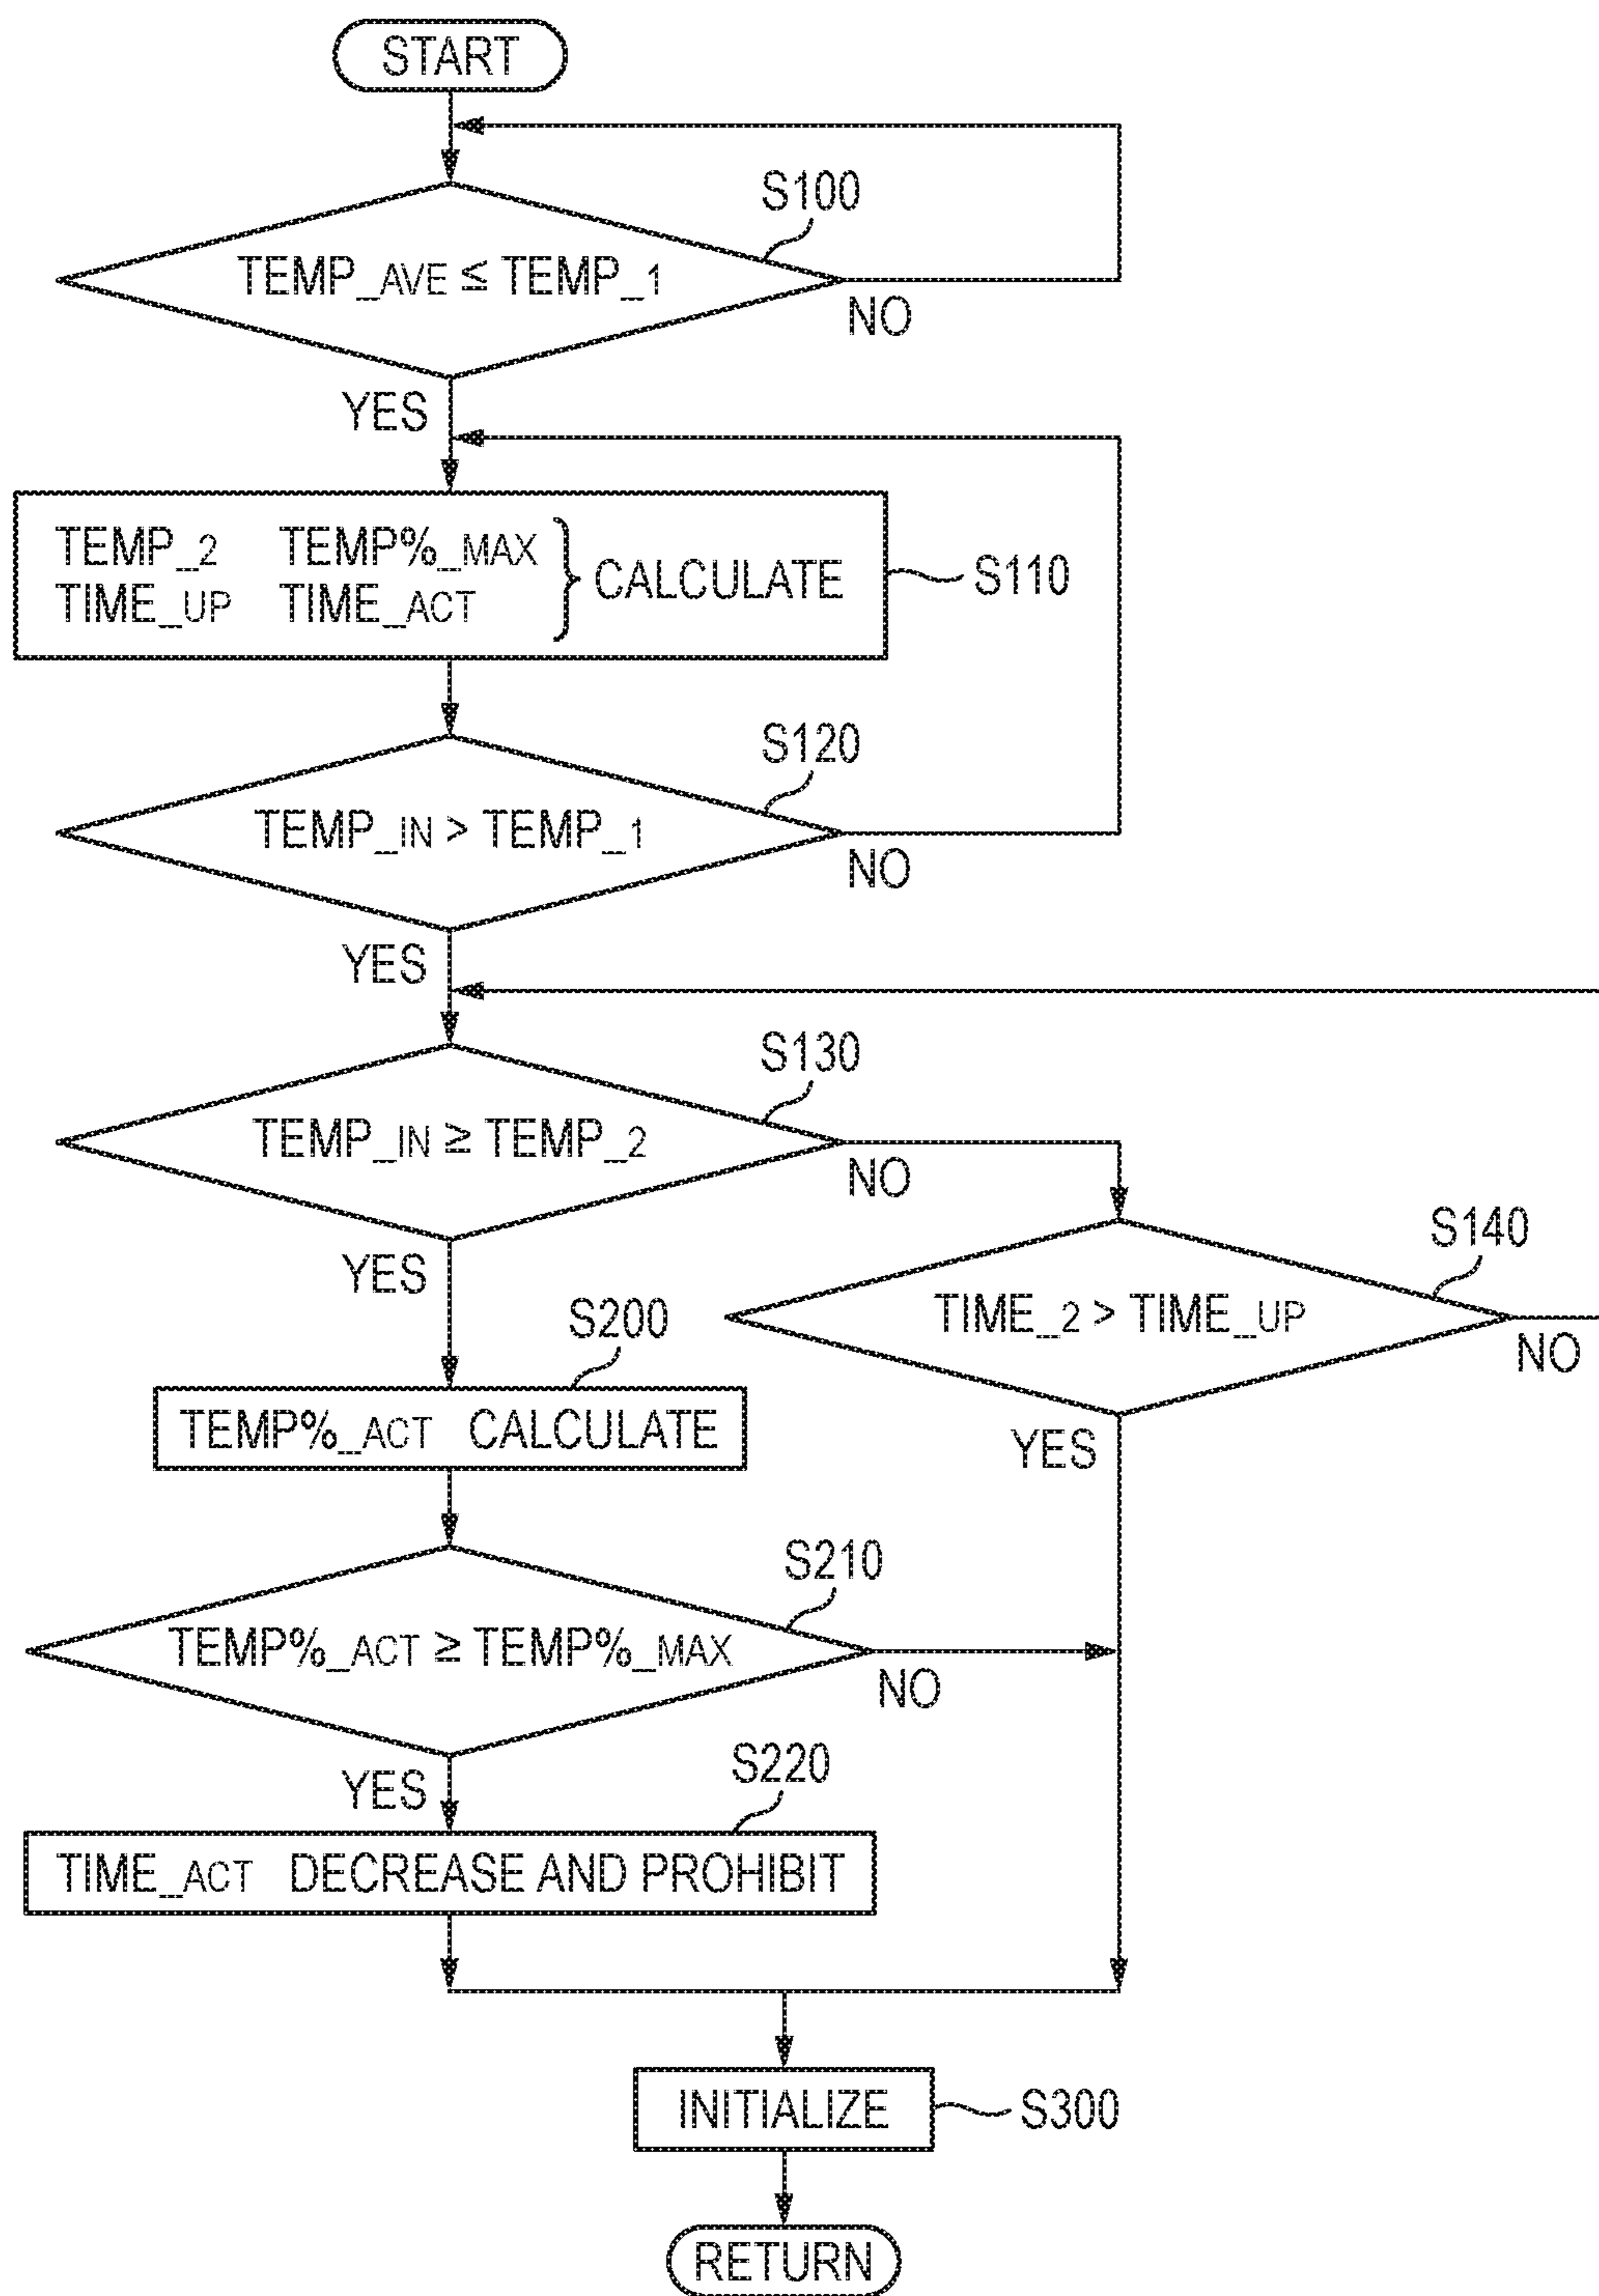 START
S100
TEMP_AVE ≤ TEMP_1
NO
YES
TEMP_2 TEMP%_MAX
TIME_UP TIME_ACT
} CALCULATE
S110
S120
TEMP_IN > TEMP_1
NO
YES
S130
TEMP_IN ≥ TEMP_2
NO
YES
S140
TIME_2 > TIME_UP
NO
YES
S200
TEMP%_ACT CALCULATE
S210
TEMP%_ACT ≥ TEMP%_MAX
NO
YES
S220
TIME_ACT DECREASE AND PROHIBIT
INITIALIZE
S300
RETURN